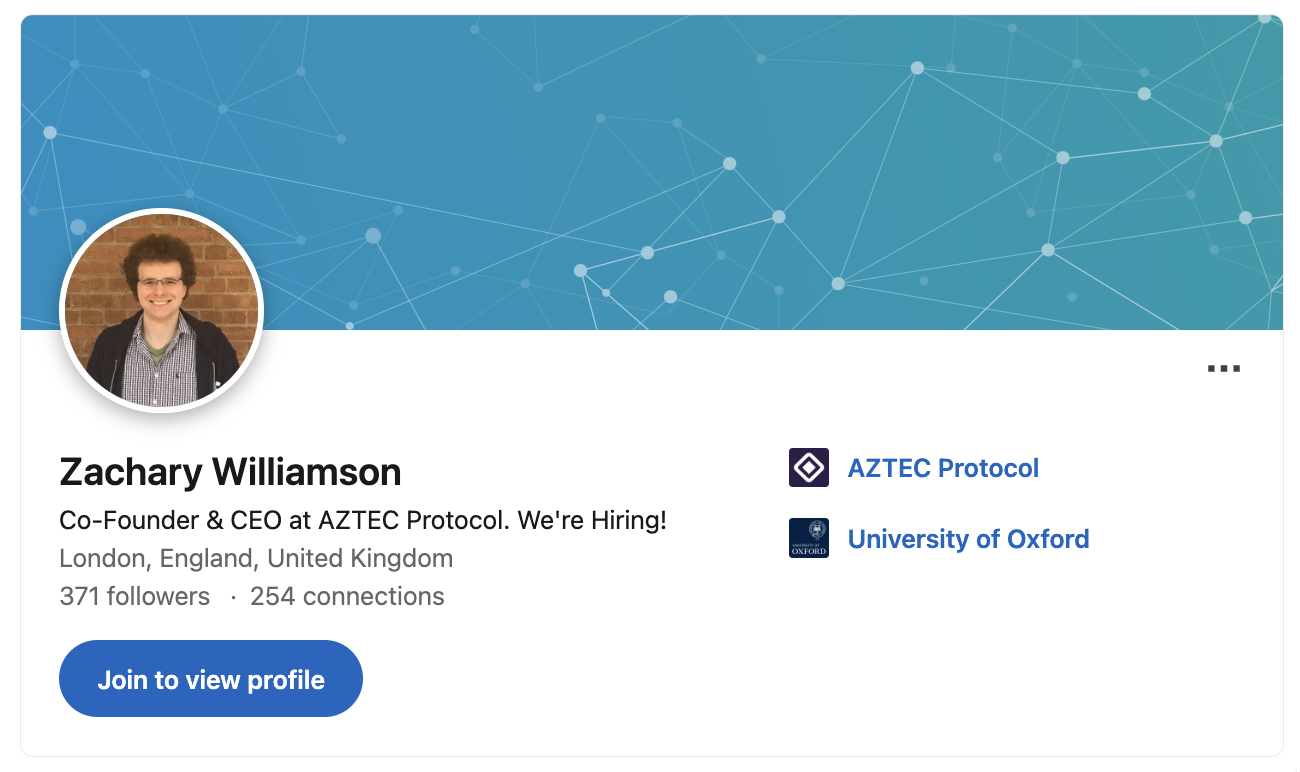 Zachary Williamson
Co-Founder & CEO at AZTEC Protocol. We're Hiring!
London, England, United Kingdom
371 followers · 254 connections
Join to view profile
AZTEC Protocol
UNIVERSITY OF
OXFORD
University of Oxford